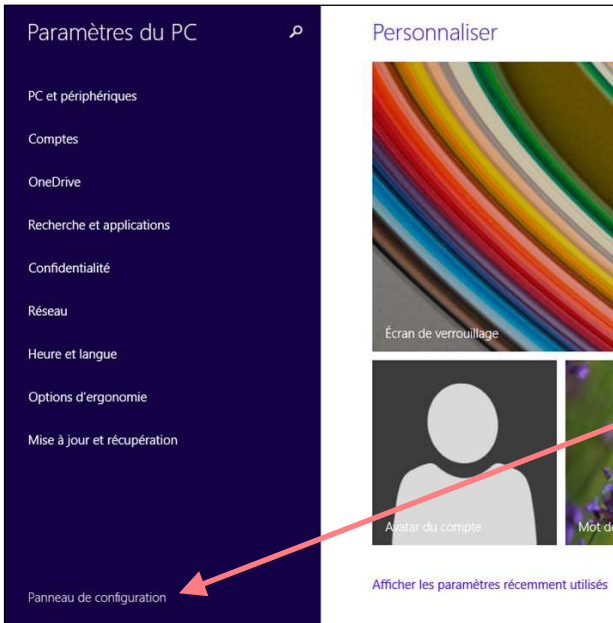 Paramètres du PC
PC et périphériques
Comptes
OneDrive
Recherche et applications
Confidentialité
Réseau
Heure et langue
Options d'ergonomie
Mise à jour et récupération
Panneau de configuration
Personnaliser
Écran de verrouillage
Avatar du compte
Mot d
Afficher les paramètres récemment utilisés